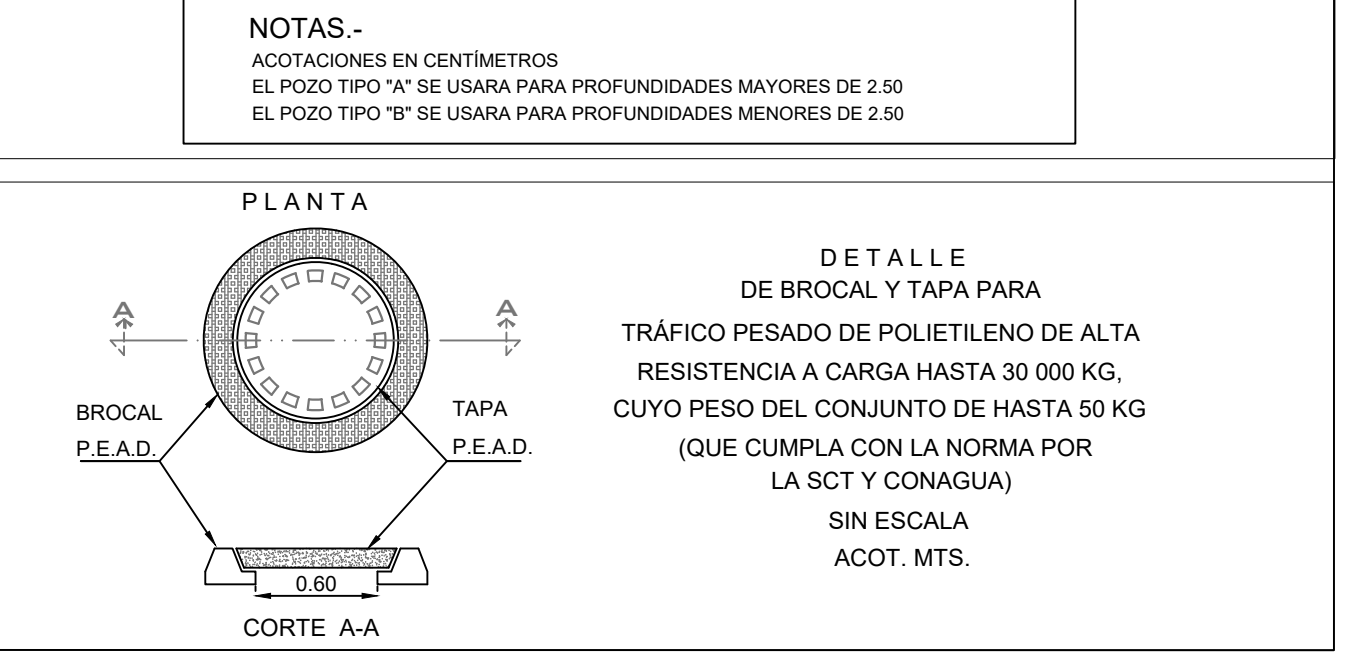 NOTAS.-
ACOTACIONES EN CENTÍMETROS
EL POZO TIPO "A" SE USARA PARA PROFUNDIDADES MAYORES DE 2.50
EL POZO TIPO "B" SE USARA PARA PROFUNDIDADES MENORES DE 2.50
P L A N T A
A
A
BROCAL
P.E.A.D.
TAPA
P.E.A.D.
0.60
CORTE A-A
D E T A L L E
DE BROCAL Y TAPA PARA
TRÁFICO PESADO DE POLIETILENO DE ALTA
RESISTENCIA A CARGA HASTA 30 000 KG,
CUYO PESO DEL CONJUNTO DE HASTA 50 KG
(QUE CUMPLA CON LA NORMA POR
LA SCT Y CONAGUA)
SIN ESCALA
ACOT. MTS.